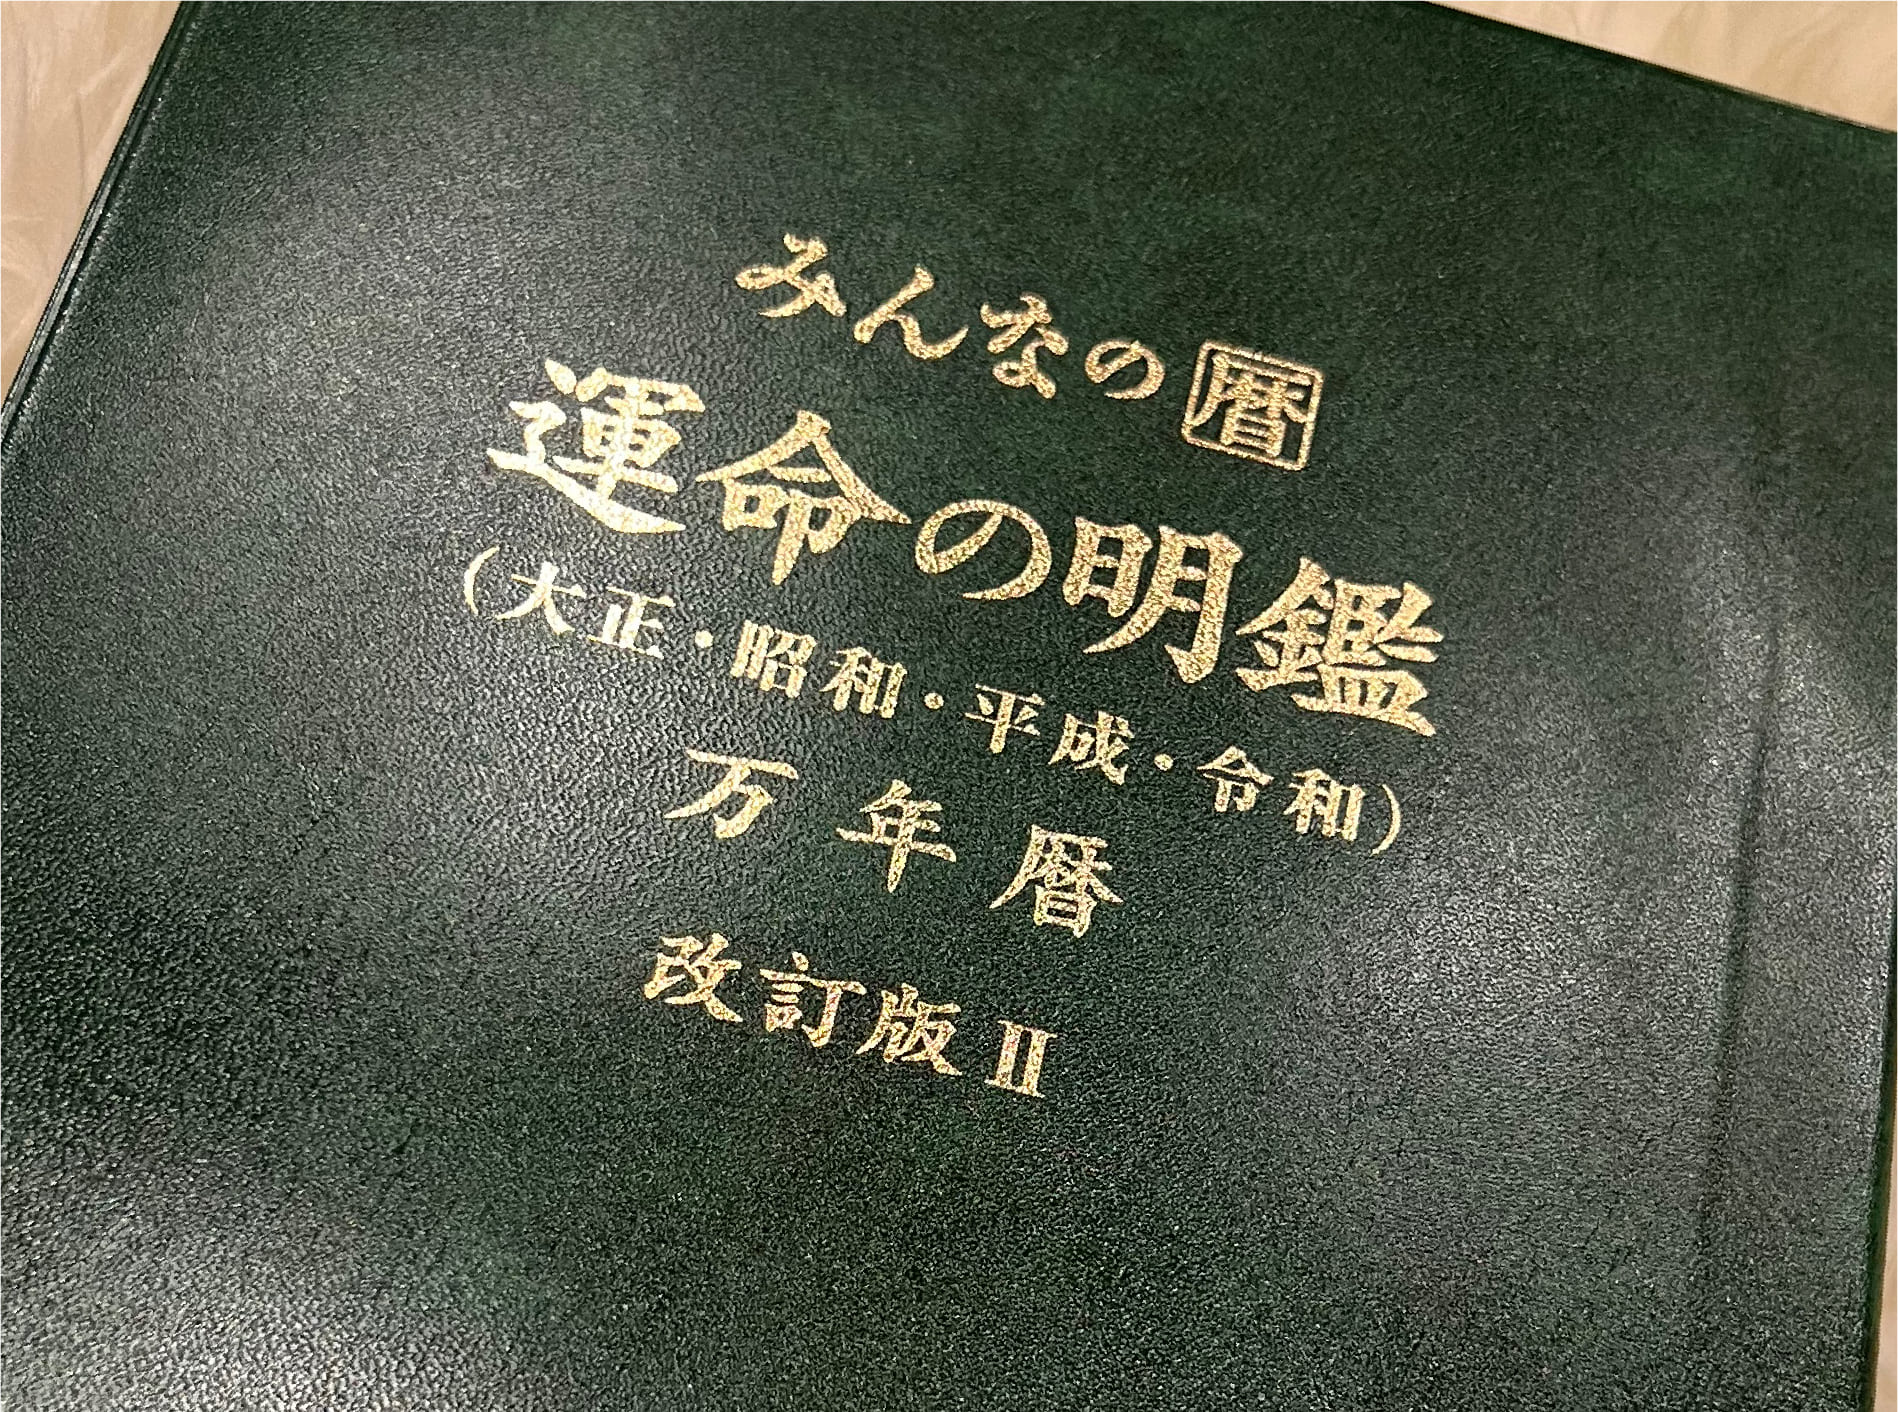 みんなの暦
運命の明鑑
(大正・昭和・平成・令和)
万年暦
改訂版Ⅱ